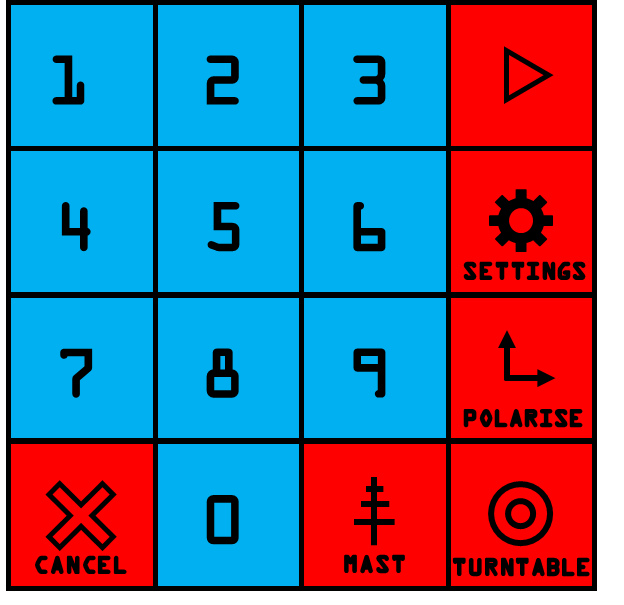 1 2 3
4 5 6
SETTINGS
7 8 9
POLARISE
0
CANCEL MAST TURNTABLE